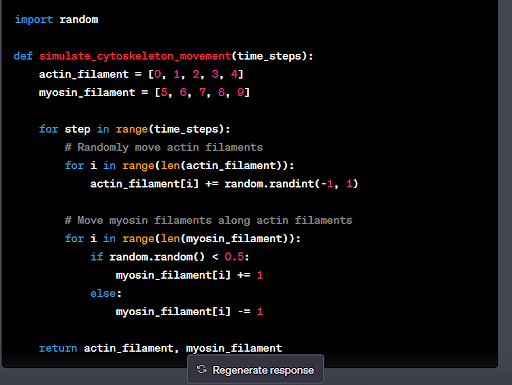 import random
def simulate_cytoskeleton_movement(time_steps):
    actin_filament = [0, 1, 2, 3, 4]
    myosin_filament = [5, 6, 7, 8, 9]
    for step in range(time_steps):
        # Randomly move actin filaments
        for i in range(len(actin_filament)):
            actin_filament[i] += random.randint(-1, 1)
        # Move myosin filaments along actin filaments
        for i in range(len(myosin_filament)):
            if random.random() < 0.5:
                myosin_filament[i] += 1
            else:
                myosin_filament[i] -= 1
    return actin_filament, myosin_filament
Regenerate response